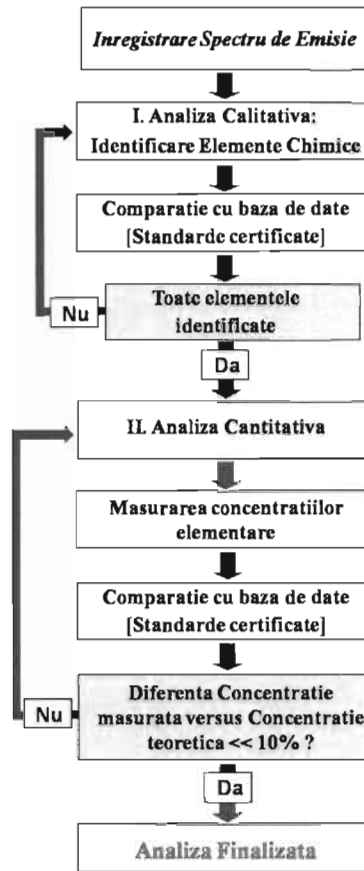 Inregistrare Spectru de Emisie
I. Analiza Calitativa:
Identificare Elemente Chimice
Comparatie cu baza de date
[Standarde certificate]
Nu
Toate elementele
identificate
Da
II. Analiza Cantitativa
Masurarea concentratiilor
elementare
Comparatie cu baza de date
[Standarde certificate]
Nu
Diferenta Concentratie
masurata versus Concentratie
teoretica << 10% ?
Da
Analiza Finalizata